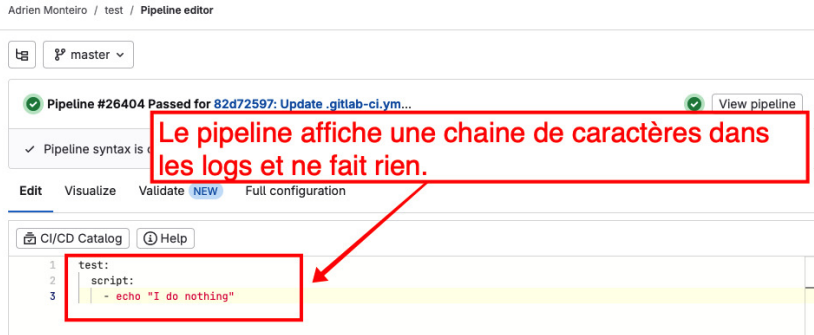 Adrien Monteiro / test / Pipeline editor
master
Pipeline #26404 Passed for 82d72597: Update .gitlab-ci.ym... View pipeline
Le pipeline affiche une chaine de caractères dans
les logs et ne fait rien.
Pipeline syntax is
Edit Visualize Validate NEW Full configuration
CI/CD Catalog Help
1 test:
2 script:
3 - echo "I do nothing"